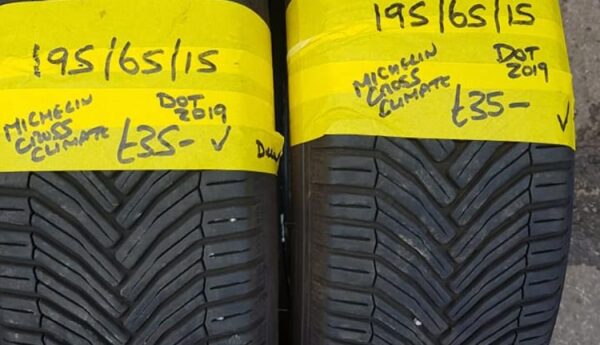 195/65/15
MICHELIN
CROSS
CLIMATE
DOT
2019
£35-
195/65/15
MICHELIN
CROSS
CLIMATE
DOT
2019
£35-